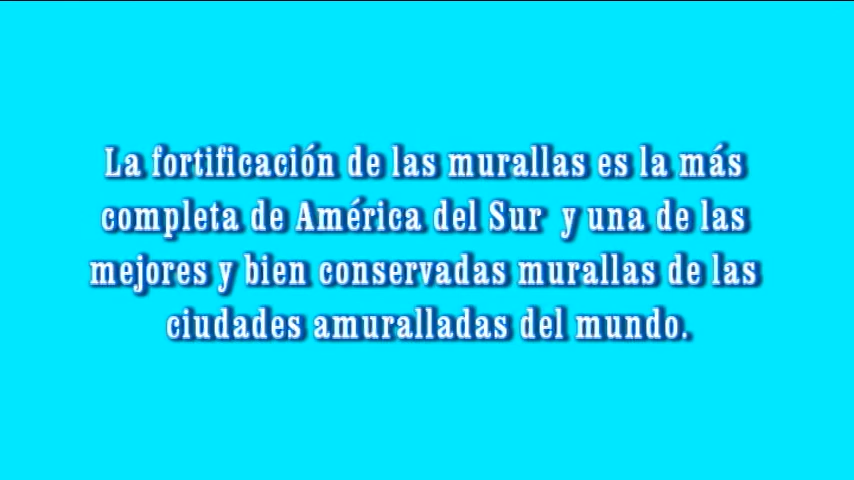 La fortificación de las murallas es la más
completa de América del Sur y una de las
mejores y bien conservadas murallas de las
ciudades amuralladas del mundo.